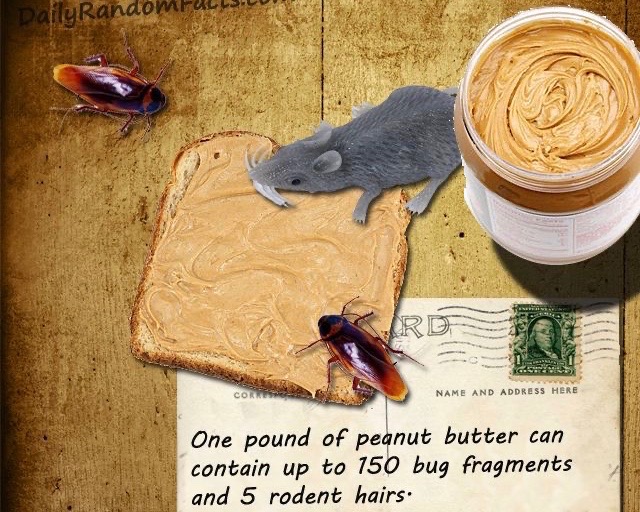 DailyRandomFacts.com
ARD
NAME AND ADDRESS HERE
One pound of peanut butter can
contain up to 150 bug fragments
and 5 rodent hairs.